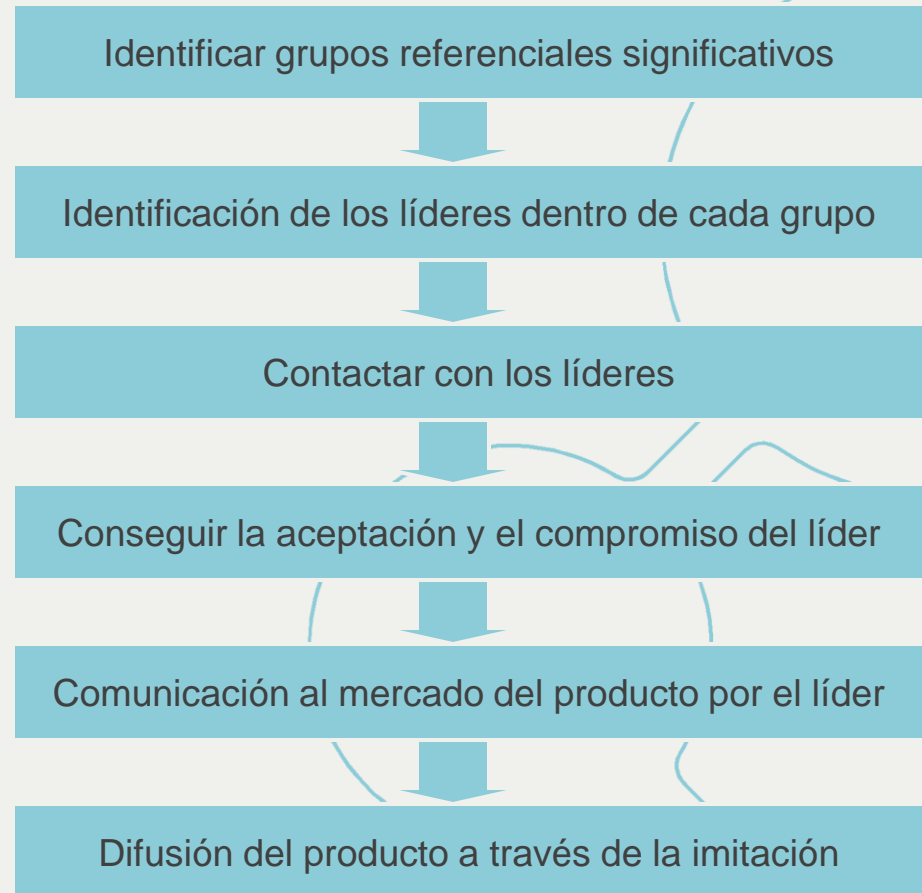 Identificar grupos referenciales significativos
Identificación de los líderes dentro de cada grupo
Contactar con los líderes
Conseguir la aceptación y el compromiso del líder
Comunicación al mercado del producto por el líder
Difusión del producto a través de la imitación